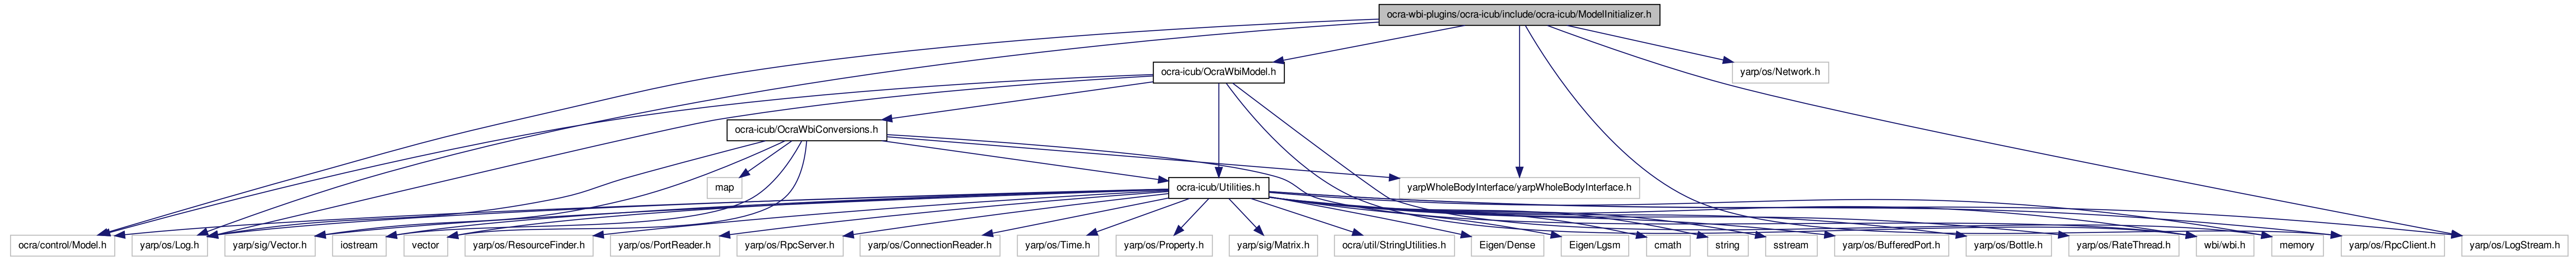 ocra-wbi-plugins/ocra-icub/include/ocra-icub/ModelInitializer.h
ocra-icub/OcraWbiModel.h
yarp/os/Network.h
ocra-icub/OcraWbiConversions.h
map
ocra-icub/Utilities.h
yarpWholeBodyInterface/yarpWholeBodyInterface.h
ocra/control/Model.h
yarp/os/Log.h
yarp/sig/Vector.h
iostream
vector
yarp/os/ResourceFinder.h
yarp/os/PortReader.h
yarp/os/RpcServer.h
yarp/os/ConnectionReader.h
yarp/os/Time.h
yarp/os/Property.h
yarp/sig/Matrix.h
ocra/util/StringUtilities.h
Eigen/Dense
Eigen/Lgsm
cmath
string
sstream
yarp/os/BufferedPort.h
yarp/os/Bottle.h
yarp/os/RateThread.h
wbi/wbi.h
memory
yarp/os/RpcClient.h
yarp/os/LogStream.h